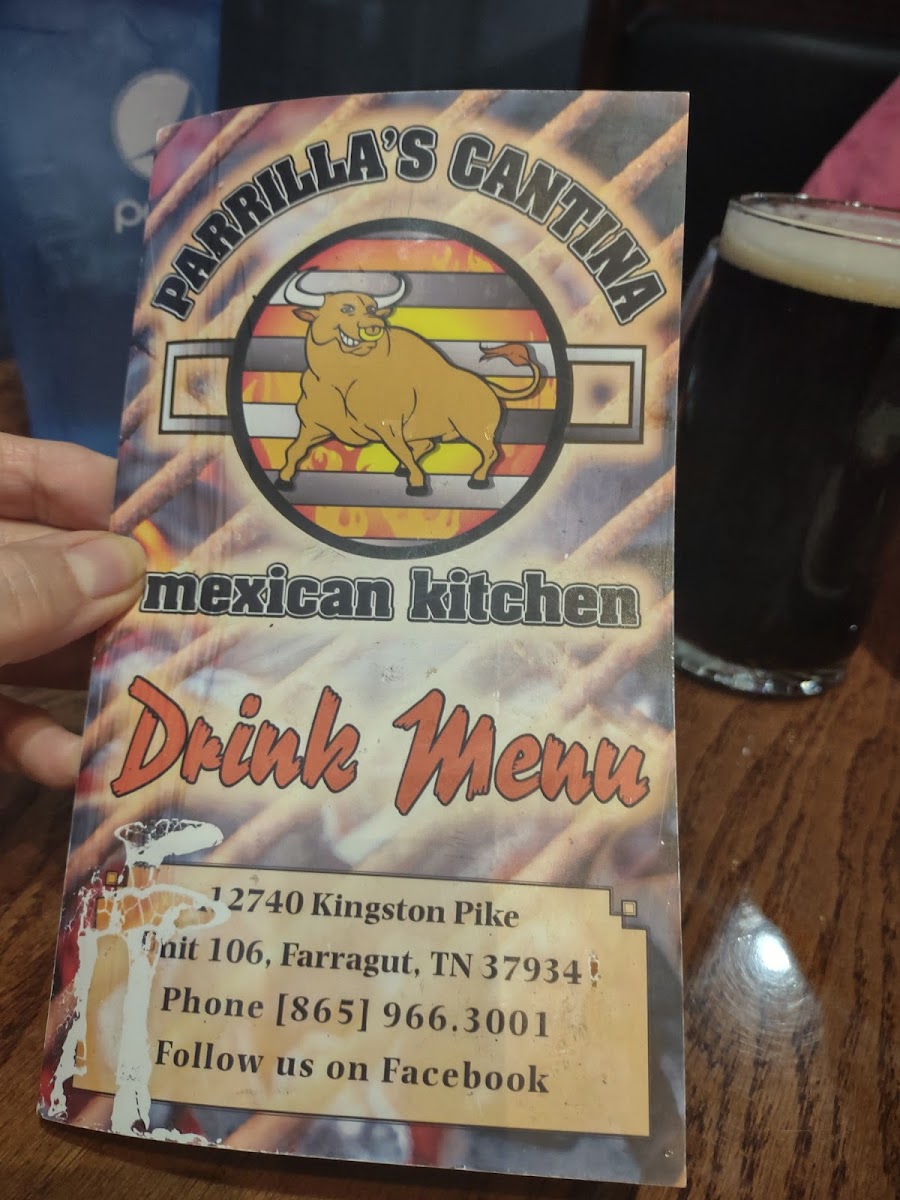 PARRILLA'S CANTINA
mexican kitchen
Drink Menu
12740 Kingston Pike
106, Farragut, TN 37934
Phone [865] 966.3001
Follow us on Facebook